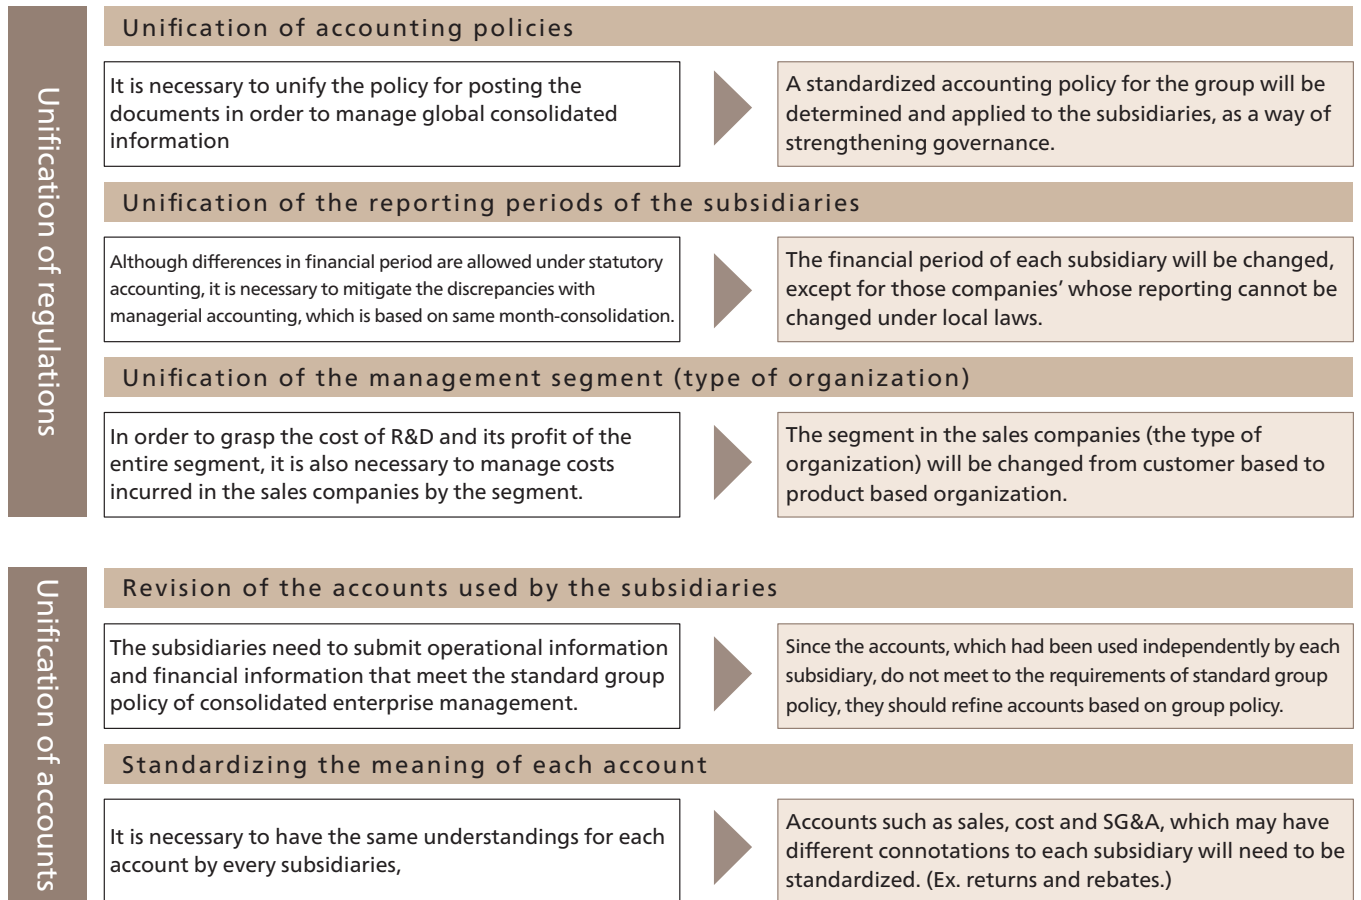 Unification of regulations
Unification of accounting policies
It is necessary to unify the policy for posting the
documents in order to manage global consolidated
information
A standardized accounting policy for the group will be
determined and applied to the subsidiaries, as a way of
strengthening governance.
Unification of the reporting periods of the subsidiaries
Although differences in financial period are allowed under statutory
accounting, it is necessary to mitigate the discrepancies with
managerial accounting, which is based on same month-consolidation.
The financial period of each subsidiary will be changed,
except for those companies’ whose reporting cannot be
changed under local laws.
Unification of the management segment (type of organization)
In order to grasp the cost of R&D and its profit of the
entire segment, it is also necessary to manage costs
incurred in the sales companies by the segment.
The segment in the sales companies (the type of
organization) will be changed from customer based to
product based organization.
Unification of accounts
Revision of the accounts used by the subsidiaries
The subsidiaries need to submit operational information
and financial information that meet the standard group
policy of consolidated enterprise management.
Since the accounts, which had been used independently by each
subsidiary, do not meet to the requirements of standard group
policy, they should refine accounts based on group policy.
Standardizing the meaning of each account
It is necessary to have the same understandings for each
account by every subsidiaries,
Accounts such as sales, cost and SG&A, which may have
different connotations to each subsidiary will need to be
standardized. (Ex. returns and rebates.)